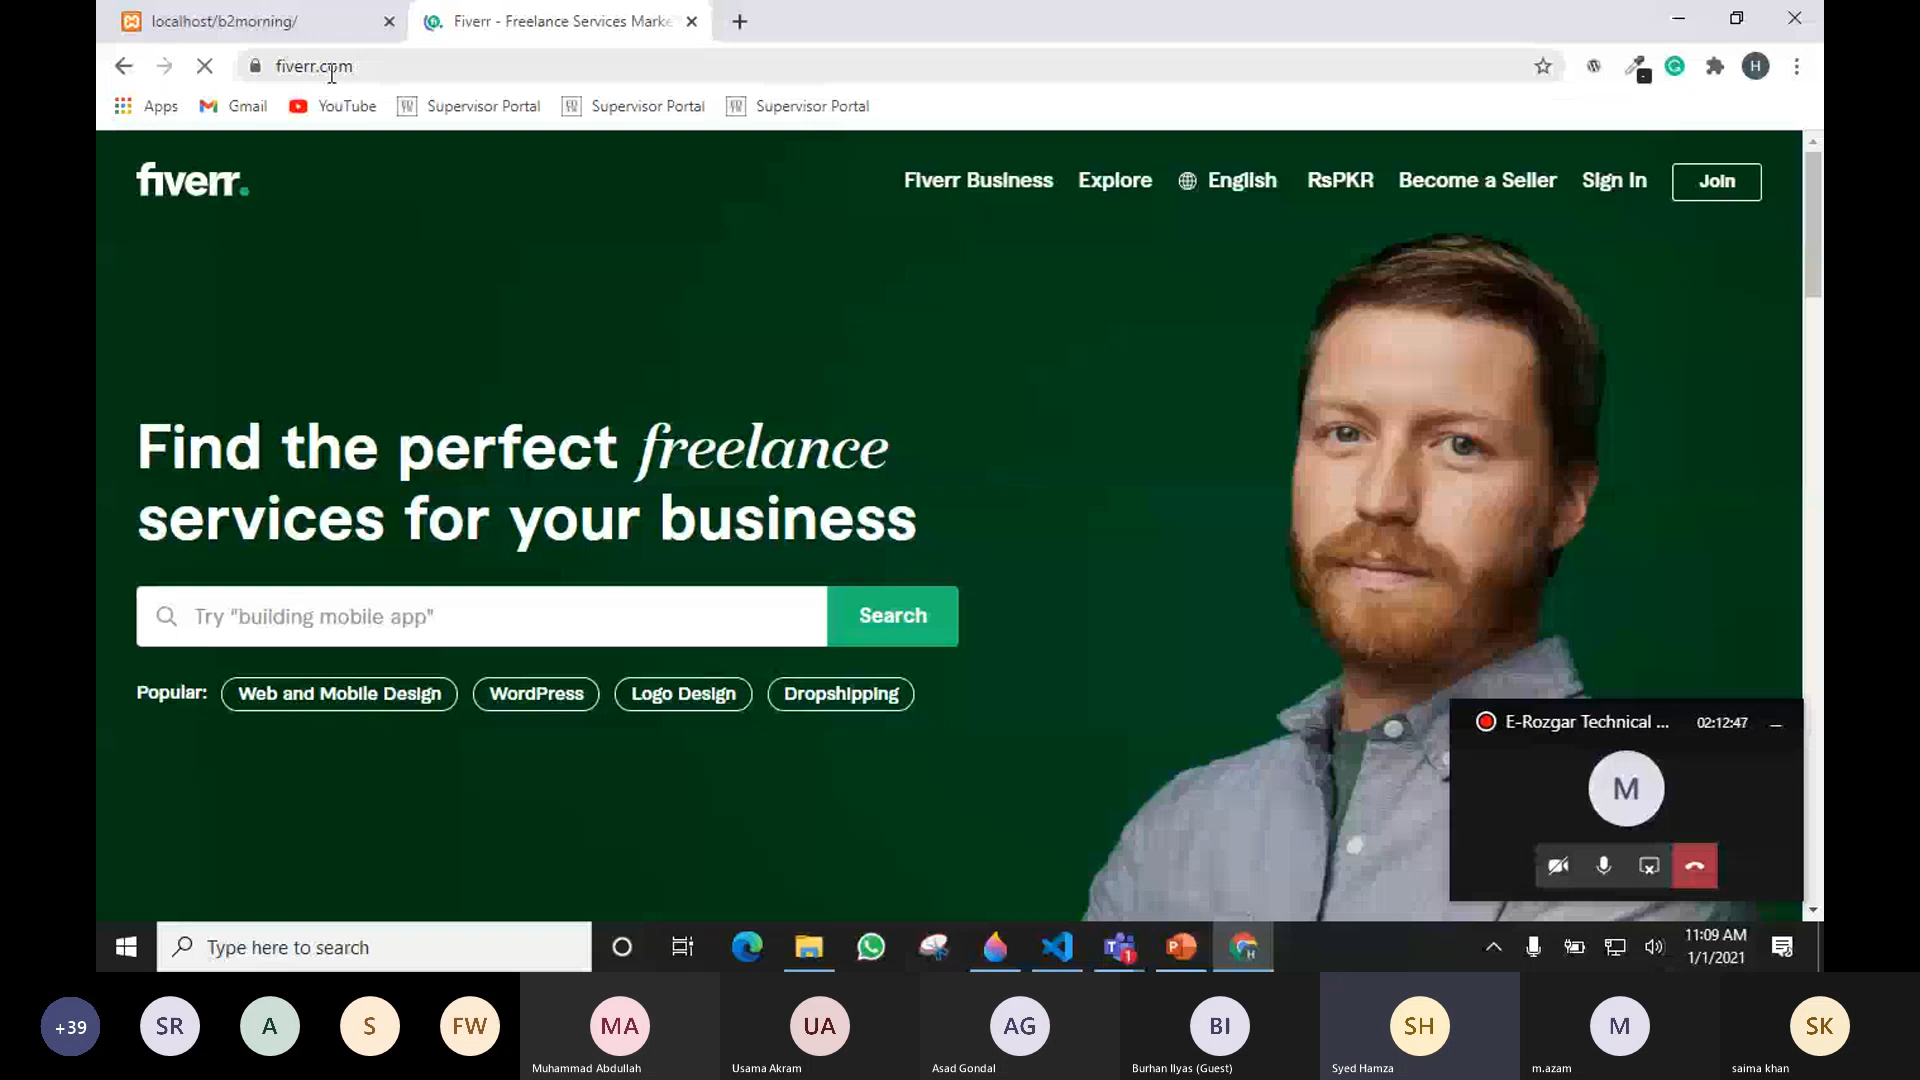 localhost/b2morning/
Fiverr - Freelance Services Marke
fiverr.com
H
Apps
Gmail
YouTube
Supervisor Portal
Supervisor Portal
Supervisor Portal
fiverr.
Fiverr Business
Explore
English
RsPKR
Become a Seller
Sign In
Join
Find the perfect freelance
services for your business
Try "building mobile app"
Search
Popular:
Web and Mobile Design
WordPress
Logo Design
Dropshipping
E-Rozgar Technical ...
02:12:47
M
Type here to search
11:09 AM
1/1/2021
+39
SR
A
S
FW
MA
UA
AG
BI
SH
M
SK
Muhammad Abdullah
Usama Akram
Asad Gondal
Burhan Ilyas (Guest)
Syed Hamza
m.azam
saima khan